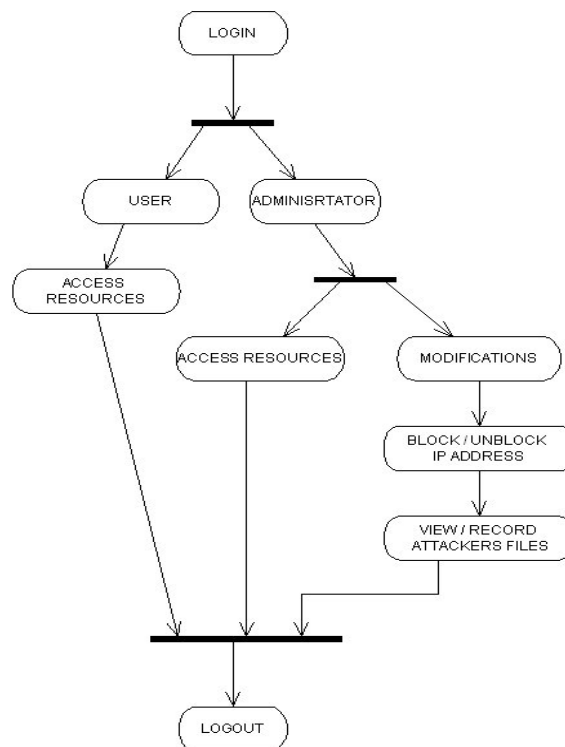 LOGIN
USER
ADMINISRTATOR
ACCESS
RESOURCES
ACCESS RESOURCES
MODIFICATIONS
BLOCK / UNBLOCK
IP ADDRESS
VIEW / RECORD
ATTACKERS FILES
LOGOUT